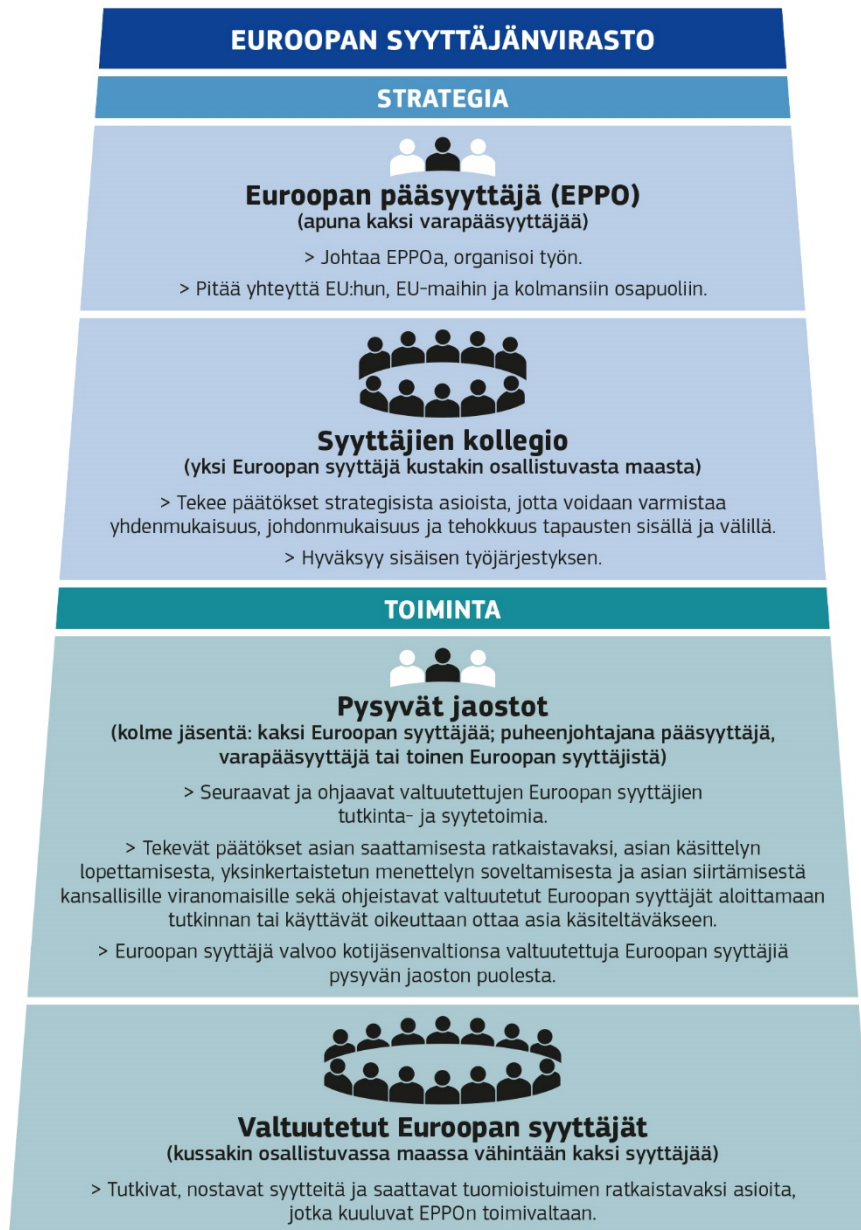 EUROOPAN SYYTTÄJÄNVIRASTO
STRATEGIA
Euroopan pääsyyttäjä (EPPO)
(apuna kaksi varapääsyyttäjää)
> Johtaa EPPOa, organisoi työn.
> Pitää yhteyttä EU:hun, EU-maihin ja kolmansiin osapuoliin.
Syyttäjien kollegio
(yksi Euroopan syyttäjä kustakin osallistuvasta maasta)
> Tekee päätökset strategisista asioista, jotta voidaan varmistaa
yhdenmukaisuus, johdonmukaisuus ja tehokkuus tapausten sisällä ja välillä.
> Hyväksyy sisäisen työjärjestyksen.
TOIMINTA
Pysyvät jaostot
(kolme jäsentä: kaksi Euroopan syyttäjää; puheenjohtajana pääsyyttäjä,
varapääsyyttäjä tai toinen Euroopan syyttäjistä)
> Seuraavat ja ohjaavat valtuutettujen Euroopan syyttäjien
tutkinta- ja syytetoimia.
> Tekevät päätökset asian saattamisesta ratkaistavaksi, asian käsittelyn
lopettamisesta, yksinkertaistetun menettelyn soveltamisesta ja asian siirtämisestä
kansallisille viranomaisille sekä ohjeistavat valtuutetut Euroopan syyttäjät aloittamaan
tutkinnan tai käyttävät oikeuttaan ottaa asia käsiteltäväkseen.
> Euroopan syyttäjä valvoo kotijäsenvaltionsa valtuutettuja Euroopan syyttäjiä
pysyvän jaoston puolesta.
Valtuutetut Euroopan syyttäjät
(kussakin osallistuvassa maassa vähintään kaksi syyttäjää)
> Tutkivat, nostavat syytteitä ja saattavat tuomioistuimen ratkaistavaksi asioita,
jotka kuuluvat EPPOn toimivaltaan.